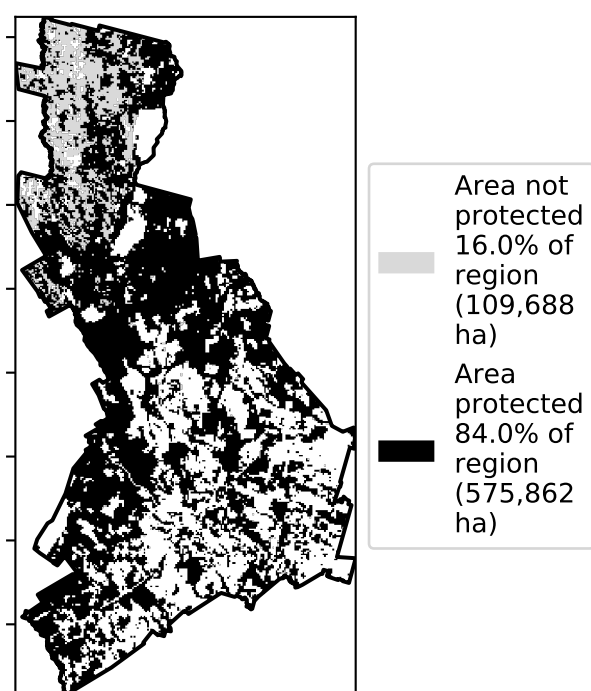 Area not
protected
16.0% of
region
(109,688
ha)
Area
protected
84.0% of
region
(575,862
ha)